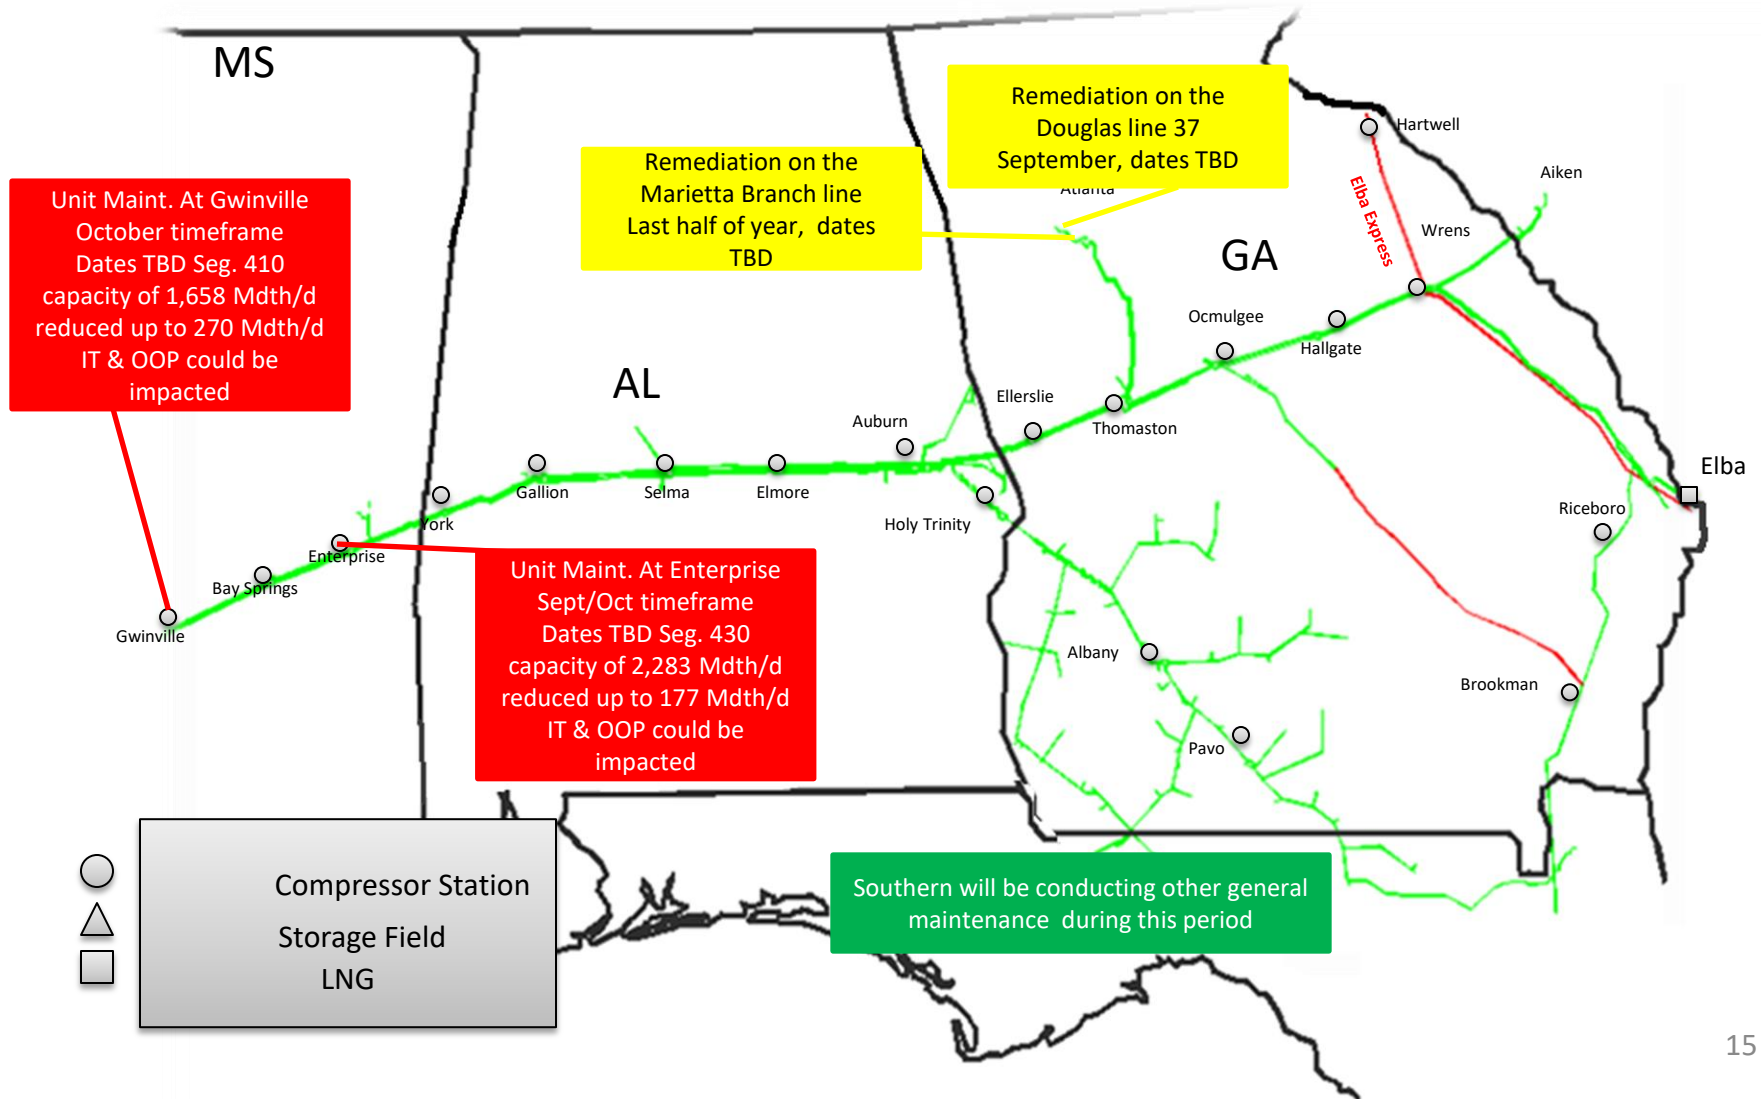 MS
Remediation on the
Douglas line 37
September, dates TBD
Hartwell
Remediation on the
Marietta Branch line
Last half of year,  dates
TBD
Atlanta
Aiken
Unit Maint. At Gwinville
October timeframe
Dates TBD Seg. 410
capacity of 1,658 Mdth/d
reduced up to 270 Mdth/d
IT & OOP could be
impacted
Elba Express
Wrens
GA
Ocmulgee
Hallgate
AL
Ellerslie
Auburn
Thomaston
Elba
Gallion
Selma
Elmore
Riceboro
York
Holy Trinity
Enterprise
Bay Springs
Unit Maint. At Enterprise
Sept/Oct timeframe
Dates TBD Seg. 430
capacity of 2,283 Mdth/d
reduced up to 177 Mdth/d
IT & OOP could be
impacted
Gwinville
Albany
Brookman
Pavo
Compressor Station
Storage Field
LNG
Southern will be conducting other general
maintenance  during this period
15